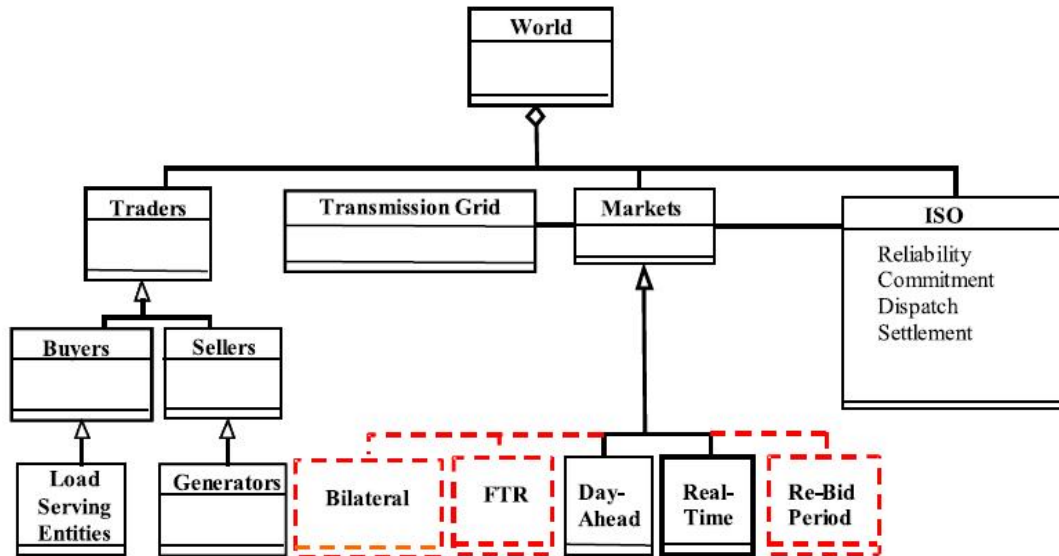 World
Traders
Transmission Grid
Markets
ISO
Reliability
Commitment
Dispatch
Settlement
Buyers
Sellers
Load
Serving
Entities
Generators
Bilateral
FTR
Day-
Ahead
Real-
Time
Re-Bid
Period